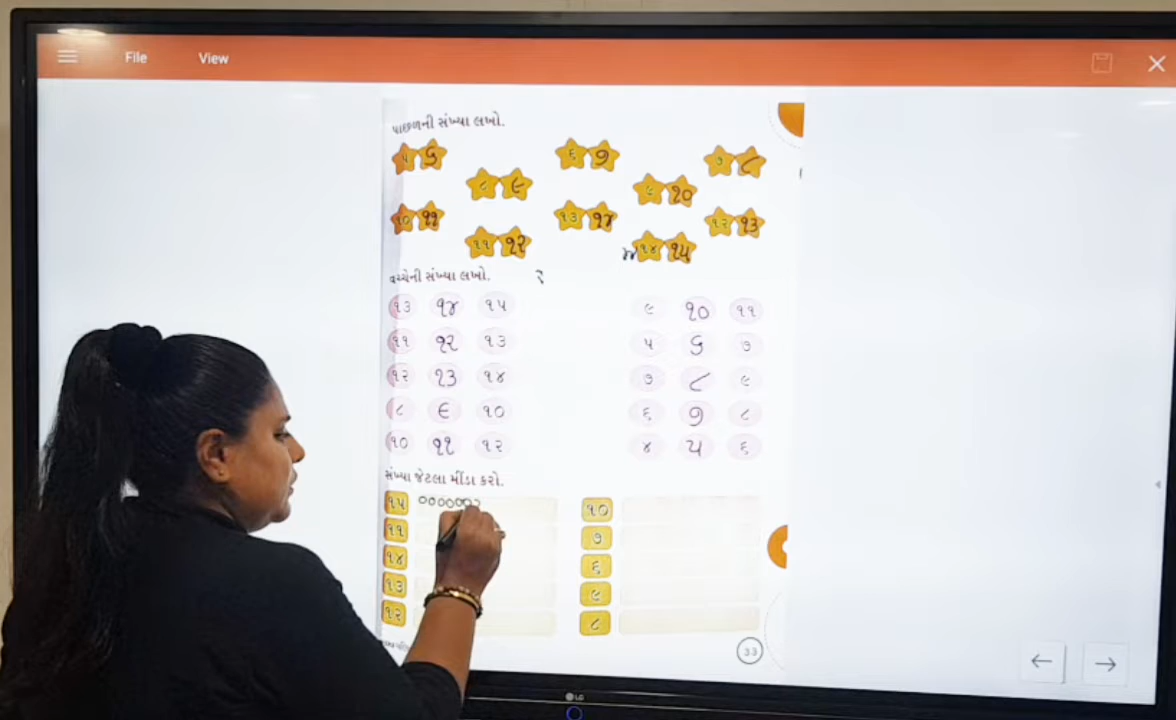 File View
પાછળની સંખ્યા લખો.
૫ ૬ ૬ ૭ ૭ ૮
૮ ૯ ૯ ૧૦
૧૦ ૧૧ ૧૩ ૧૪ ૧૨ ૧૩
૧૧ ૧૨ ૧૪ ૧૫
વચ્ચેની સંખ્યા લખો.
૧૩ ૧૪ ૧૫ ૯ ૧૦ ૧૧
૧૧ ૧૨ ૧૩ ૫ ૬ ૭
૧૨ ૧૩ ૧૪ ૭ ૮ ૯
૮ ૯ ૧૦ ૬ ૭ ૮
૧૦ ૧૧ ૧૨ ૪ ૫ ૬
સંખ્યા જેટલા મીંડા કરો.
૧૫ ૧૦
૧૧ ૭
૧૪ ૬
૧૩ ૯
૧૨ ૮
33
LG